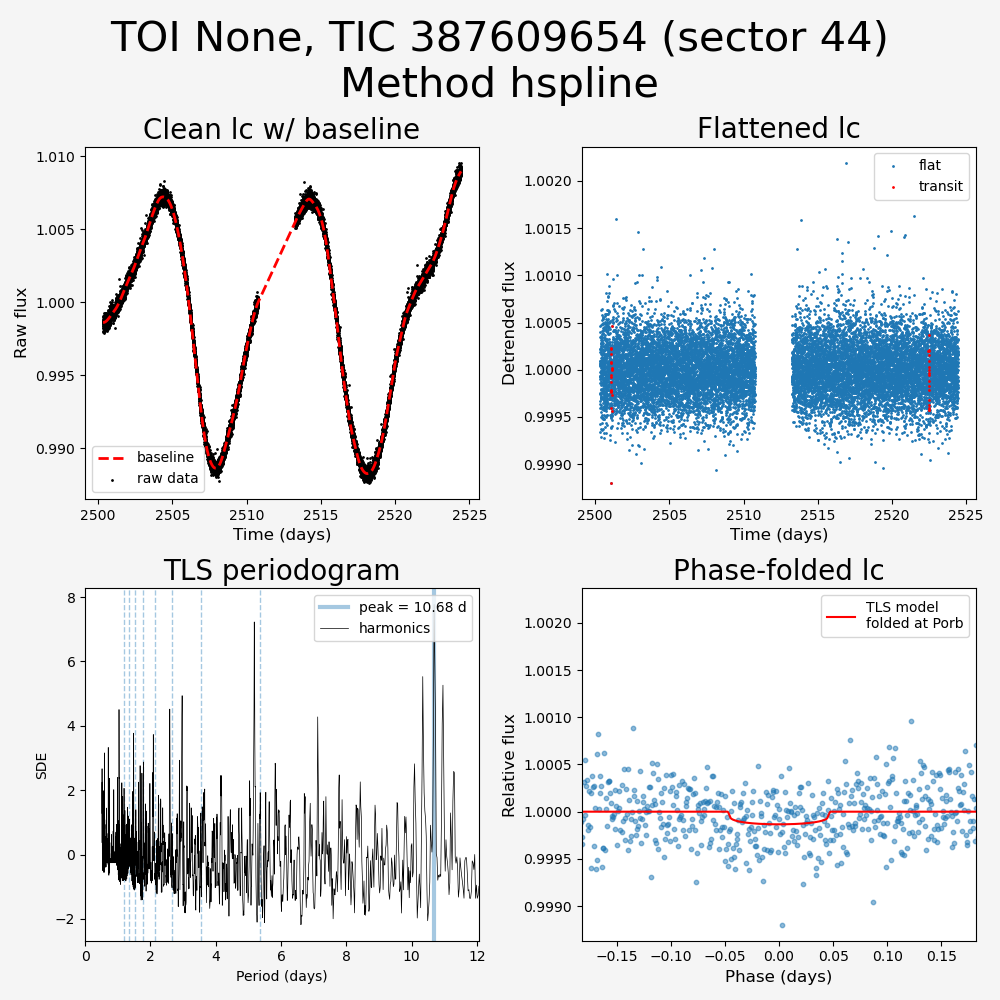 TOI None, TIC 387609654 (sector 44)
Method hspline
Clean lc w/ baseline
Raw flux
1.010
1.005
1.000
0.995
0.990
baseline
raw data
2500 2505 2510 2515 2520 2525
Time (days)
Flattened lc
Detrended flux
1.0020
1.0015
1.0010
1.0005
1.0000
0.9995
0.9990
flat
transit
2500 2505 2510 2515 2520 2525
Time (days)
TLS periodogram
SDE
8
6
4
2
0
−2
peak = 10.68 d
harmonics
0 2 4 6 8 10 12
Period (days)
Phase-folded lc
Relative flux
1.0020
1.0015
1.0010
1.0005
1.0000
0.9995
0.9990
TLS model
folded at Porb
−0.15 −0.10 −0.05 0.00 0.05 0.10 0.15
Phase (days)